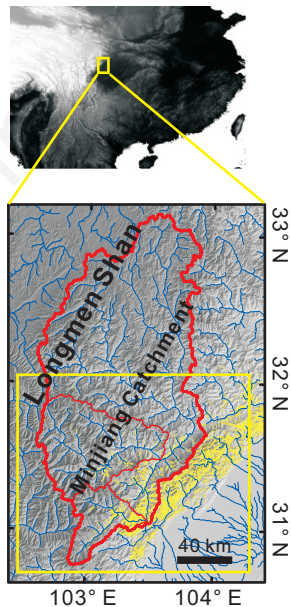 33° N
Longmen Shan
Minjiang Catchment
32° N
31° N
40 km
103° E
104° E